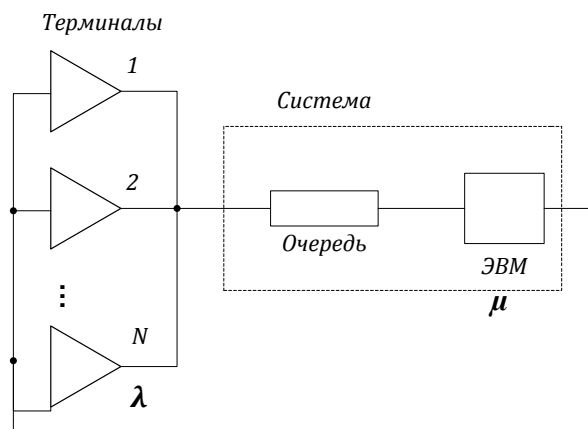 Терминалы
1
Система
2
Очередь
ЭВМ
μ
...
N
λ